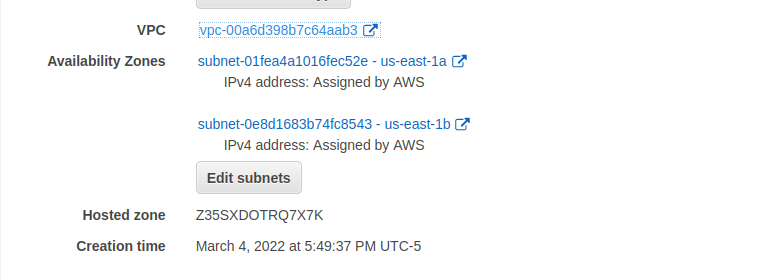 VPC vpc-00a6d398b7c64aab3
Availability Zones subnet-01fea4a1016fec52e - us-east-1a
IPv4 address: Assigned by AWS
subnet-0e8d1683b74fc8543 - us-east-1b
IPv4 address: Assigned by AWS
Edit subnets
Hosted zone Z35SXDOTRQ7X7K
Creation time March 4, 2022 at 5:49:37 PM UTC-5